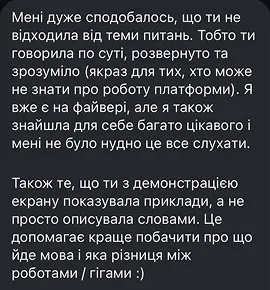 Мені дуже сподобалось, що ти не
відходила від теми питань. Тобто ти
говорила по суті, розвернуто та
зрозуміло (якраз для тих, хто може
не знати про роботу платформи). Я
вже є на файвері, але я також
знайшла для себе багато цікавого і
мені не було нудно це все слухати.

Також те, що ти з демонстрацією
екрану показувала приклади, а не
просто описувала словами. Це
допомагає краще побачити про що
йде мова і яка різниця між
роботами / гігами :)